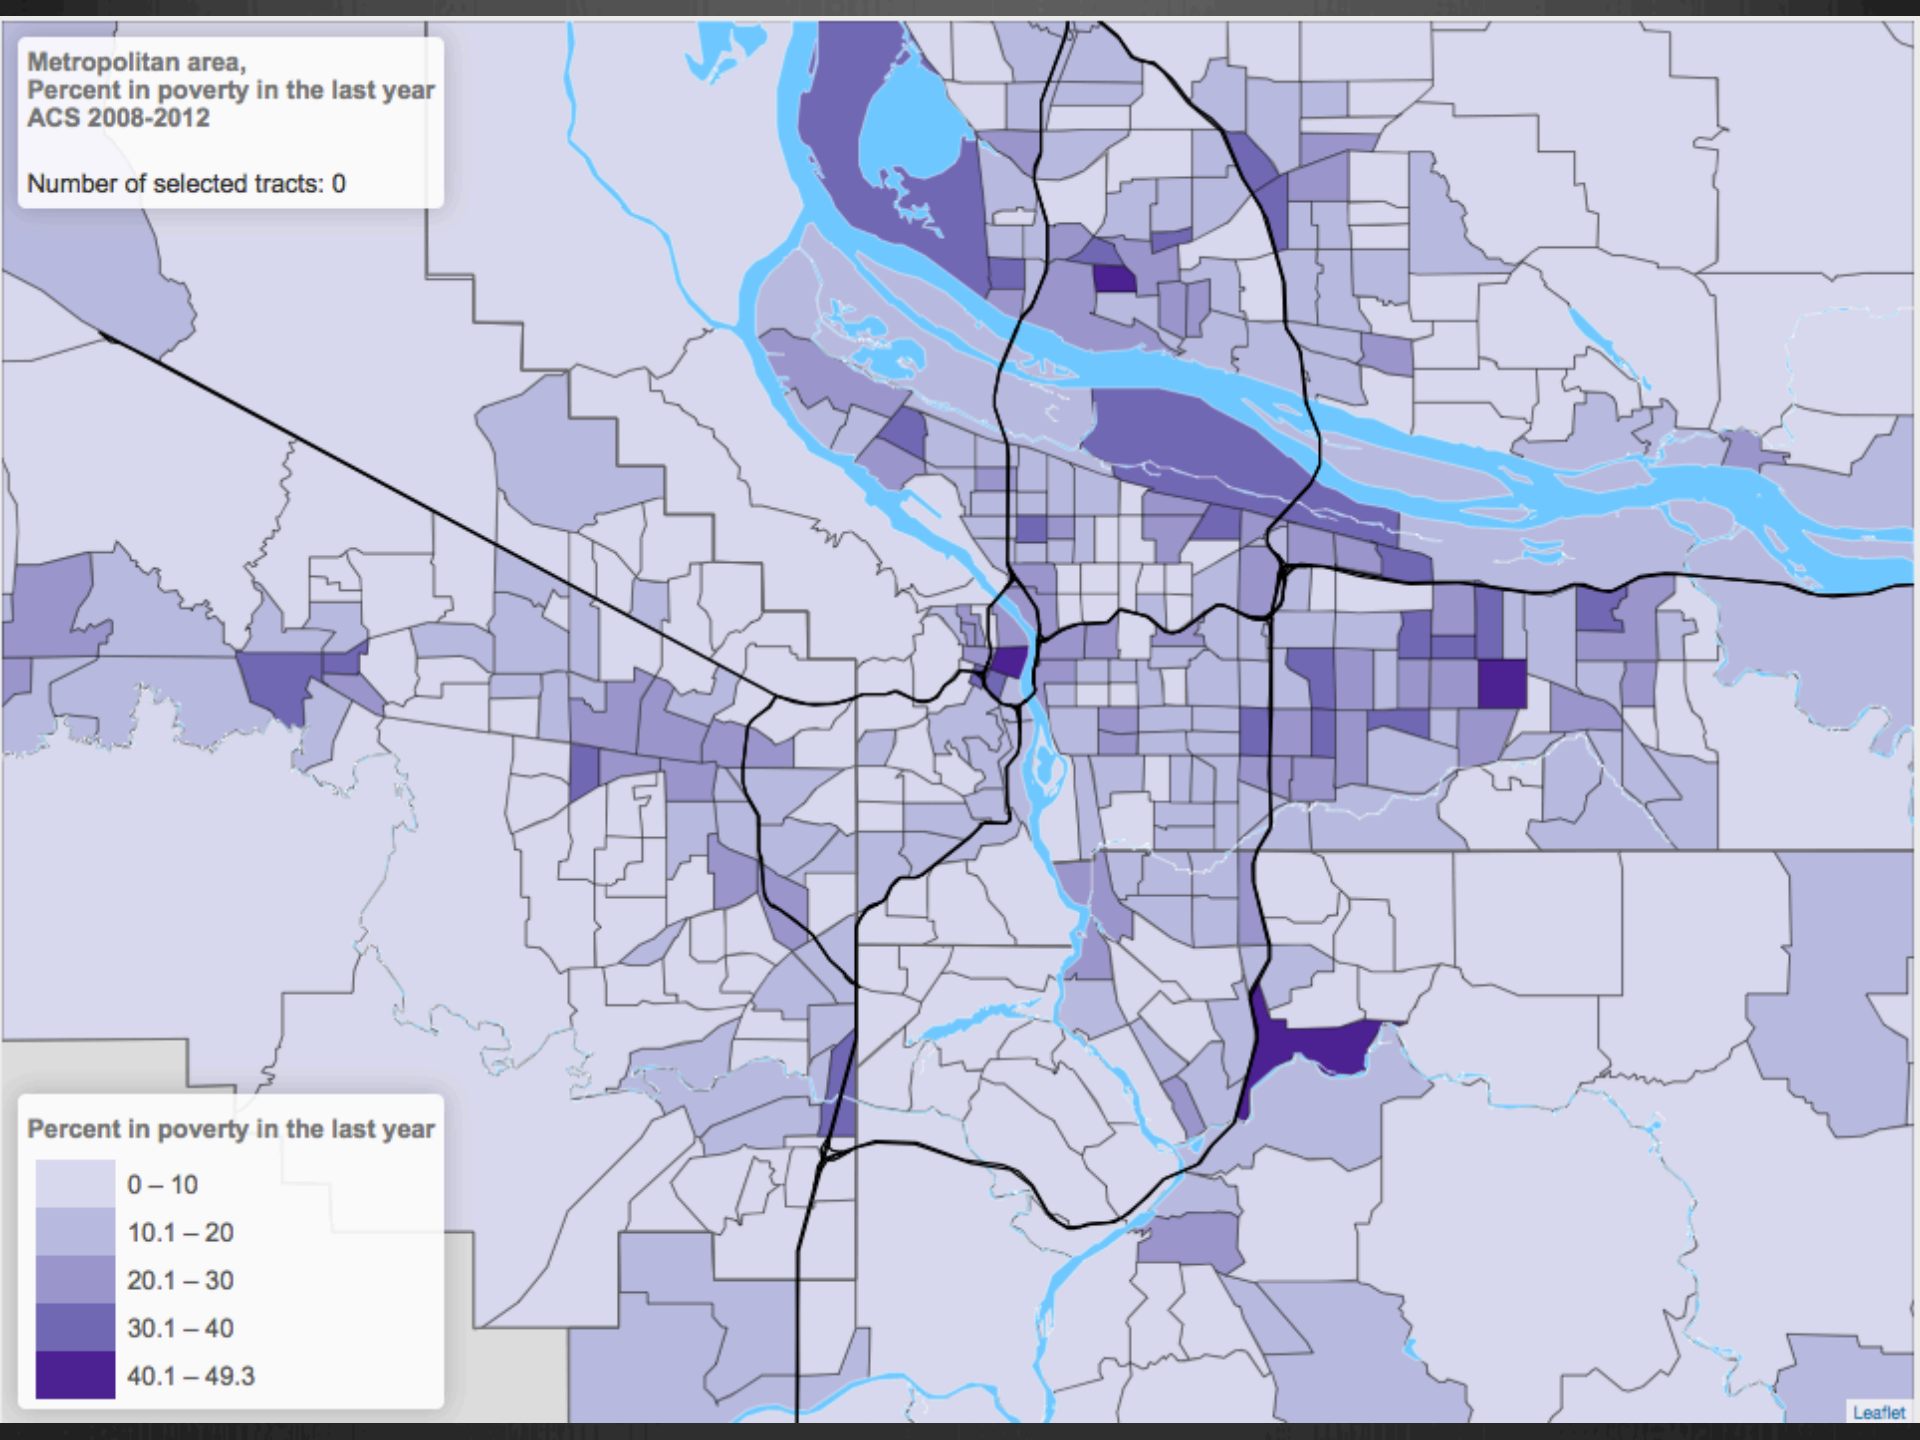 Metropolitan area,
Percent in poverty in the last year
ACS 2008-2012
Number of selected tracts: 0
Percent in poverty in the last year
0 – 10
10.1 – 20
20.1 – 30
30.1 – 40
40.1 – 49.3
Leaflet